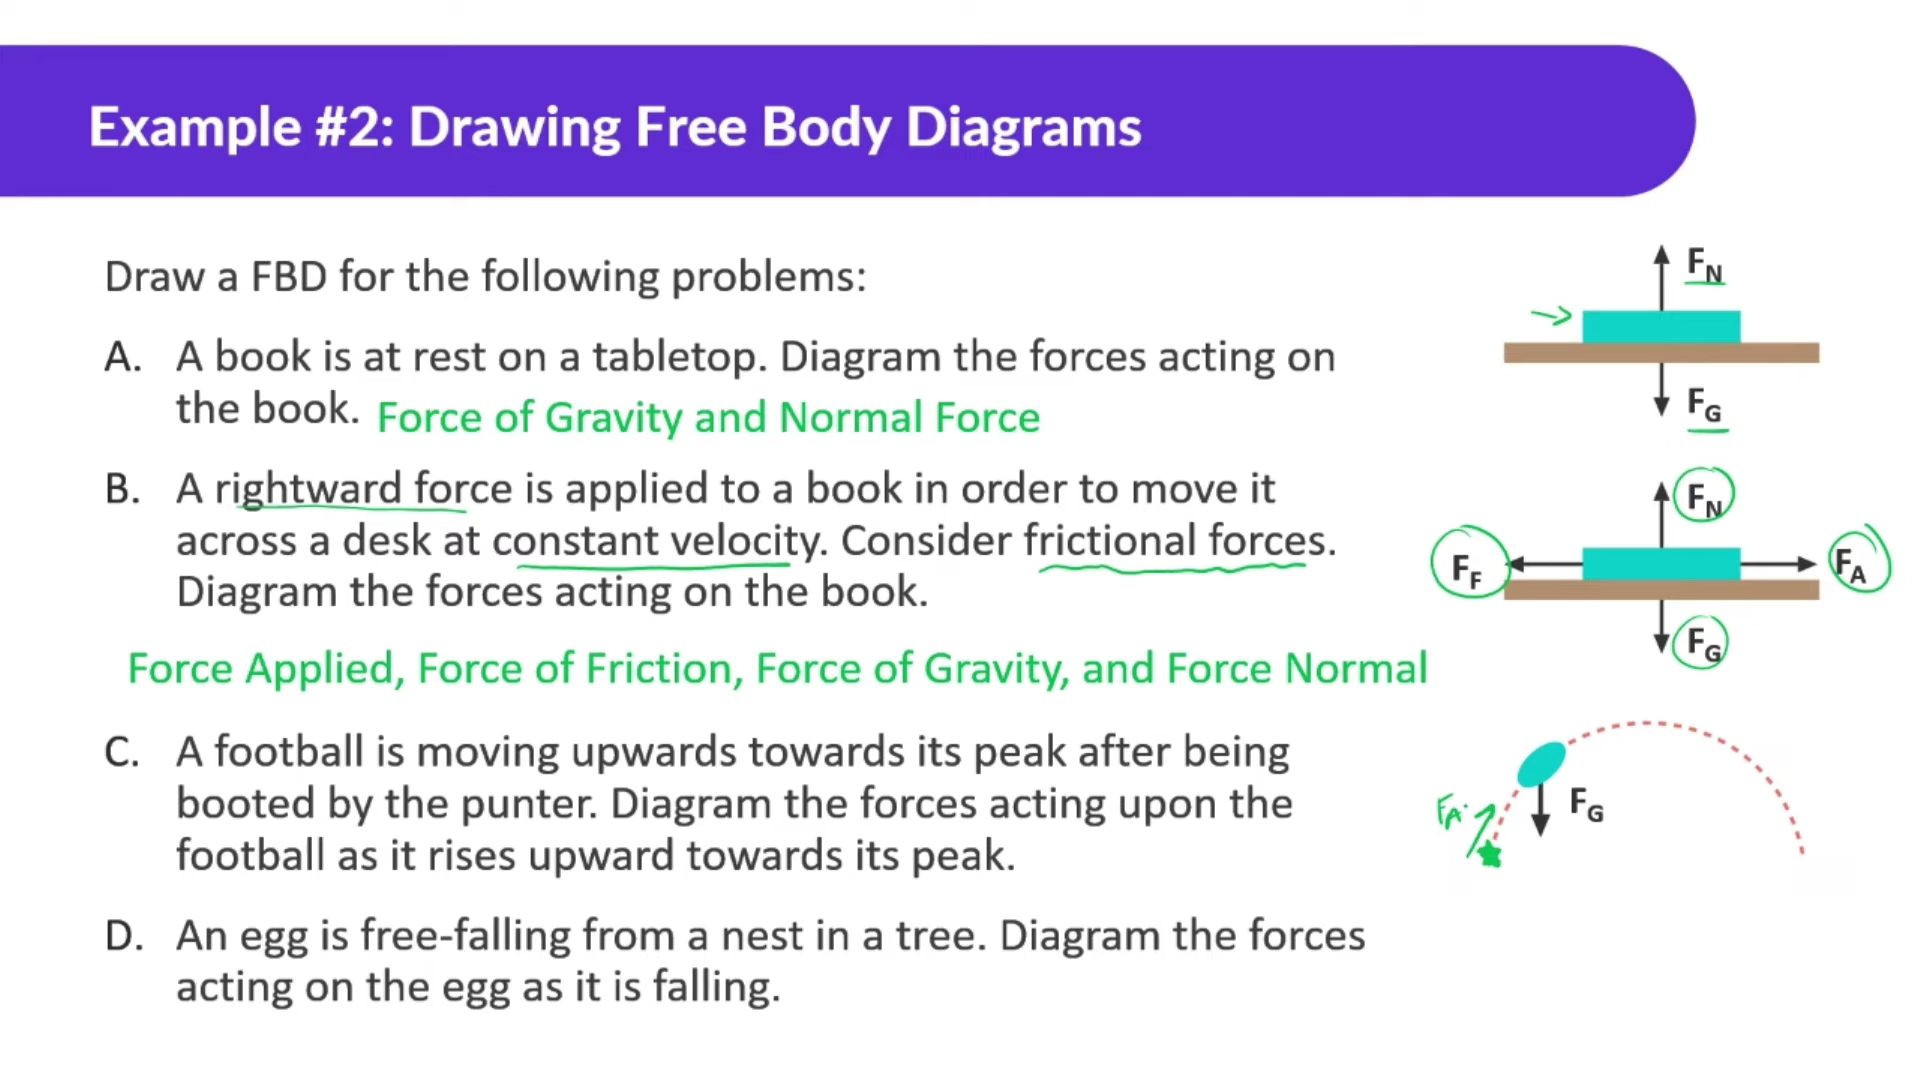 Example #2: Drawing Free Body Diagrams
Draw a FBD for the following problems:
A. A book is at rest on a tabletop. Diagram the forces acting on
the book. Force of Gravity and Normal Force
B. A rightward force is applied to a book in order to move it
across a desk at constant velocity. Consider frictional forces.
Diagram the forces acting on the book.
Force Applied, Force of Friction, Force of Gravity, and Force Normal
C. A football is moving upwards towards its peak after being
booted by the punter. Diagram the forces acting upon the
football as it rises upward towards its peak.
D. An egg is free-falling from a nest in a tree. Diagram the forces
acting on the egg as it is falling.
FN
FG
FN
FF
FA
FG
FA
FG